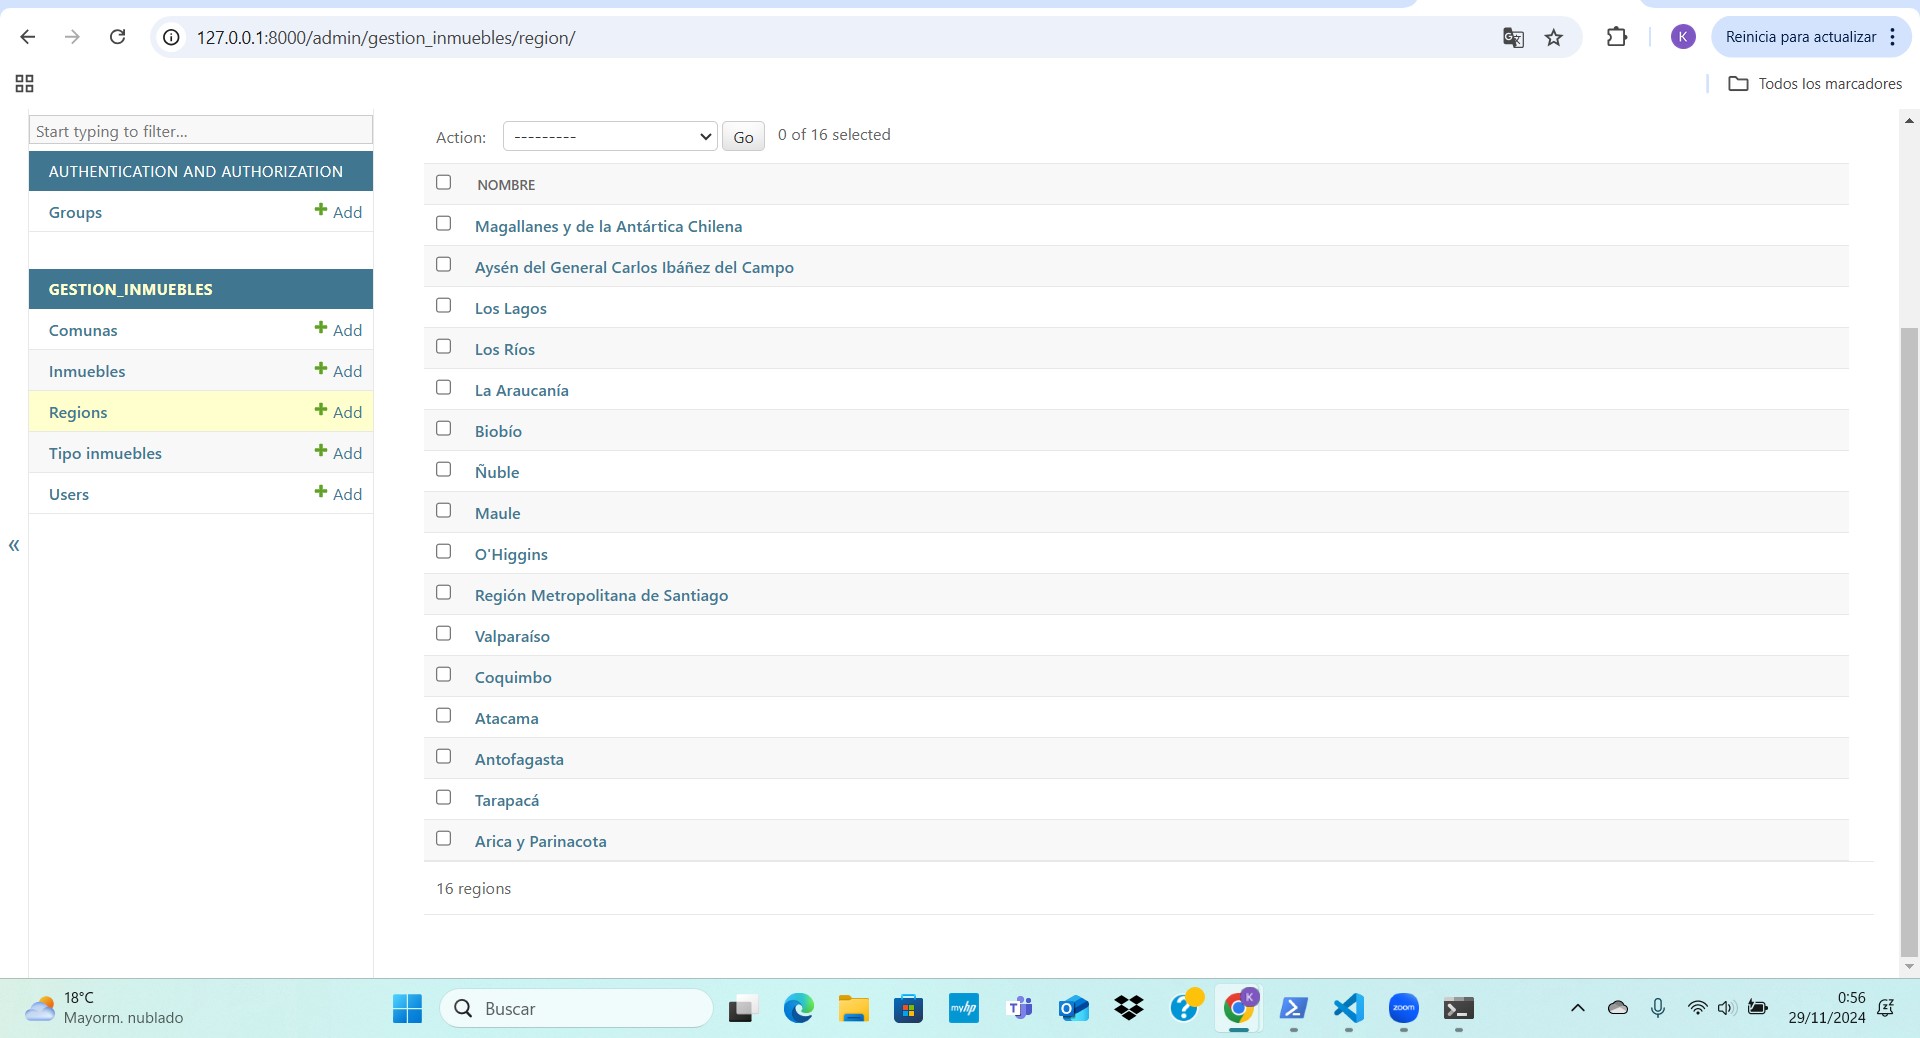 127.0.0.1:8000/admin/gestion_inmuebles/region/
K
Reinicia para actualizar
Todos los marcadores
Start typing to filter...
AUTHENTICATION AND AUTHORIZATION
Groups
Add
GESTION_INMUEBLES
Comunas
Add
Inmuebles
Add
Regions
Add
Tipo inmuebles
Add
Users
Add
«
Action:
---------
Go
0 of 16 selected
NOMBRE
Magallanes y de la Antártica Chilena
Aysén del General Carlos Ibáñez del Campo
Los Lagos
Los Ríos
La Araucanía
Biobío
Ñuble
Maule
O'Higgins
Región Metropolitana de Santiago
Valparaíso
Coquimbo
Atacama
Antofagasta
Tarapacá
Arica y Parinacota
16 regions
18°C
Mayorm. nublado
Buscar
myhp
zoom
K
0:56
29/11/2024